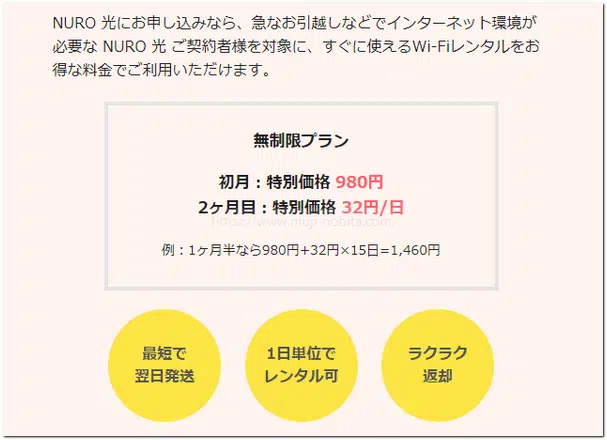 NURO 光にお申し込みなら、急なお引越しなどでインターネット環境が
必要な NURO 光 ご契約者様を対象に、すぐに使えるWi-Fiレンタルをお
得な料金でご利用いただけます。
無制限プラン
初月：特別価格 980円
2ヶ月目：特別価格 32円/日
https://www.map-nobita.com
例：1ヶ月半なら980円+32円×15日=1,460円
最短で
翌日発送
1日単位で
レンタル可
ラクラク
返却